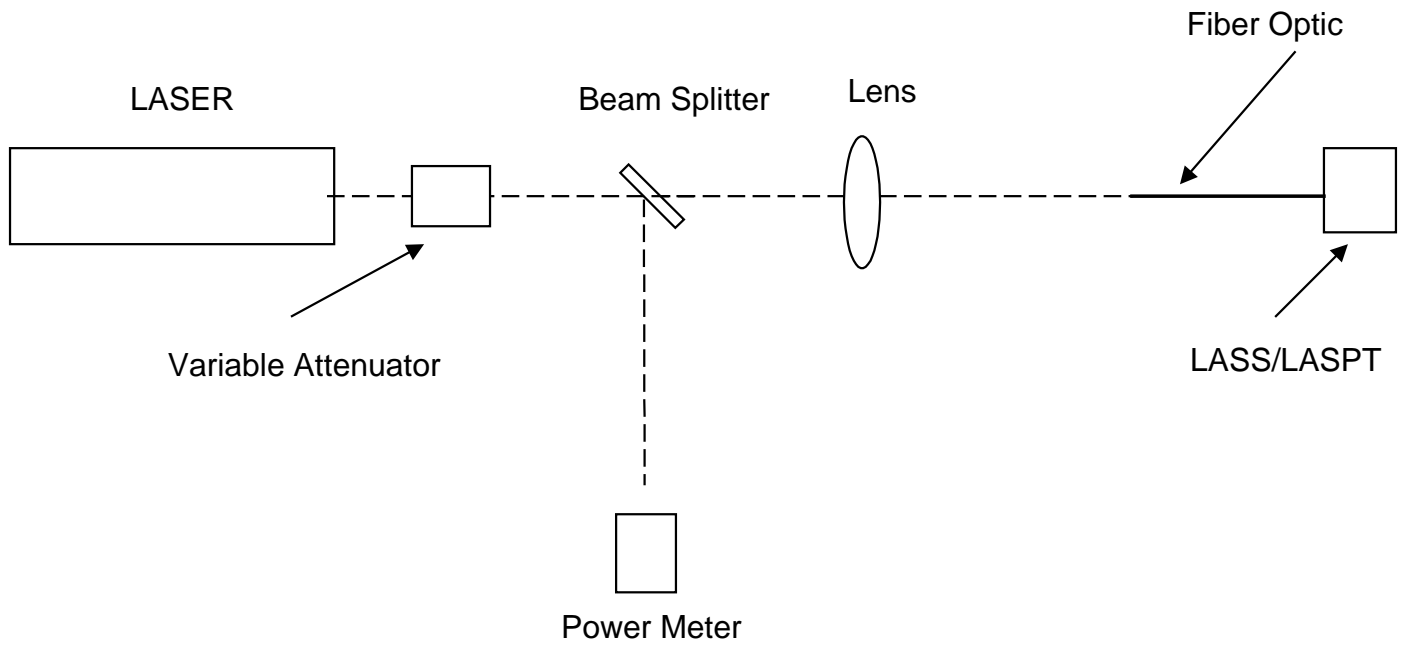 Fiber Optic
LASER
Beam Splitter
Lens
Variable Attenuator
LASS/LASPT
Power Meter